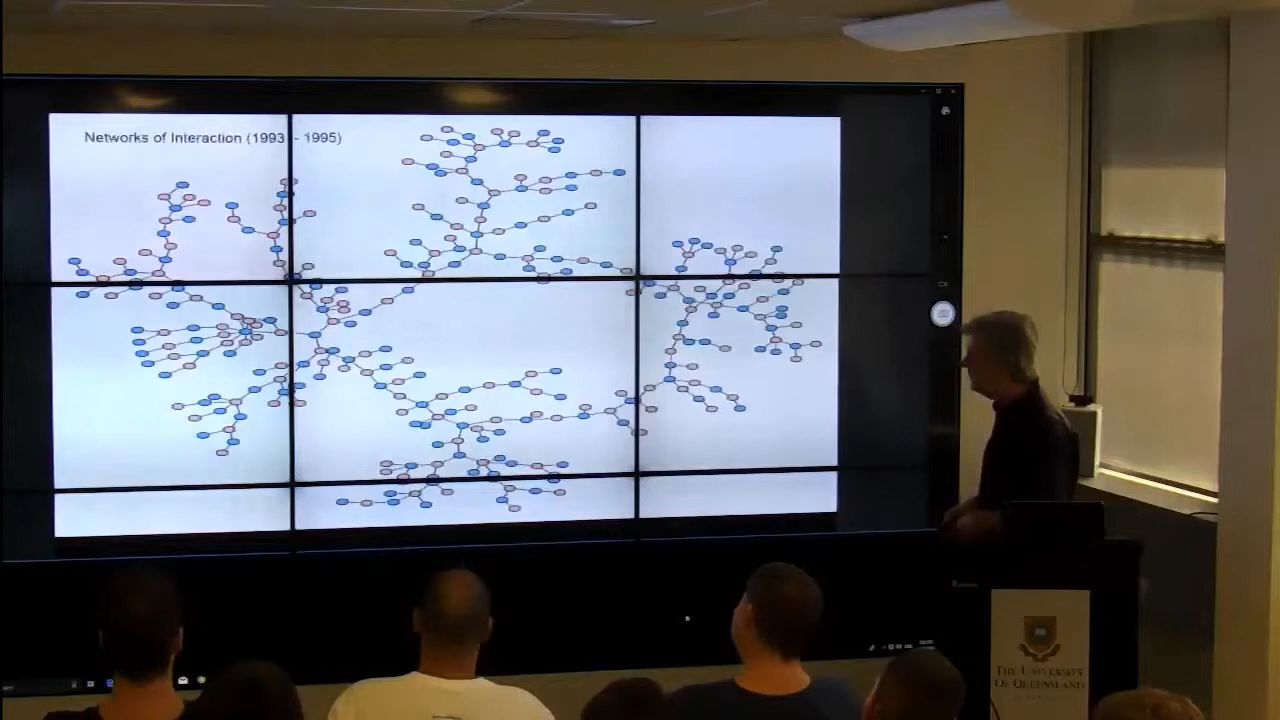 Networks of Interaction (1993 - 1995)
THE UNIVERSITY
OF QUEENSLAND